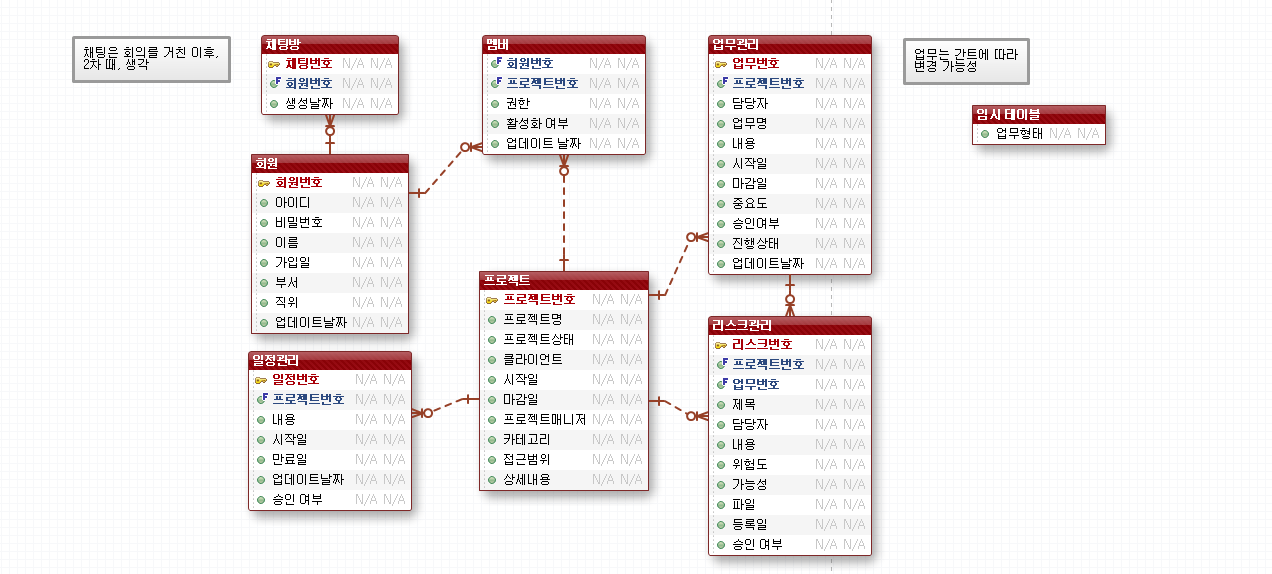 채팅은 회의를 거친 이후,
2차 때, 생각
채팅방
채팅번호 N/A N/A
회원번호 N/A N/A
생성날짜 N/A N/A
회원
회원번호 N/A N/A
아이디 N/A N/A
비밀번호 N/A N/A
이름 N/A N/A
가입일 N/A N/A
부서 N/A N/A
직위 N/A N/A
업데이트날짜 N/A N/A
일정관리
일정번호 N/A N/A
프로젝트번호 N/A N/A
내용 N/A N/A
시작일 N/A N/A
만료일 N/A N/A
업데이트날짜 N/A N/A
승인 여부 N/A N/A
멤버
회원번호 N/A N/A
프로젝트번호 N/A N/A
권한 N/A N/A
활성화 여부 N/A N/A
업데이트 날짜 N/A N/A
프로젝트
프로젝트번호 N/A N/A
프로젝트명 N/A N/A
프로젝트상태 N/A N/A
클라이언트 N/A N/A
시작일 N/A N/A
마감일 N/A N/A
프로젝트매니저 N/A N/A
카테고리 N/A N/A
접근범위 N/A N/A
상세내용 N/A N/A
업무관리
업무번호 N/A N/A
프로젝트번호 N/A N/A
담당자 N/A N/A
업무명 N/A N/A
내용 N/A N/A
시작일 N/A N/A
마감일 N/A N/A
중요도 N/A N/A
승인여부 N/A N/A
진행상태 N/A N/A
업데이트날짜 N/A N/A
리스크관리
리스크번호 N/A N/A
프로젝트번호 N/A N/A
업무번호 N/A N/A
제목 N/A N/A
담당자 N/A N/A
내용 N/A N/A
위험도 N/A N/A
가능성 N/A N/A
파일 N/A N/A
등록일 N/A N/A
승인 여부 N/A N/A
업무는 간트에 따라
변경 가능성
임시 테이블
업무형태 N/A N/A